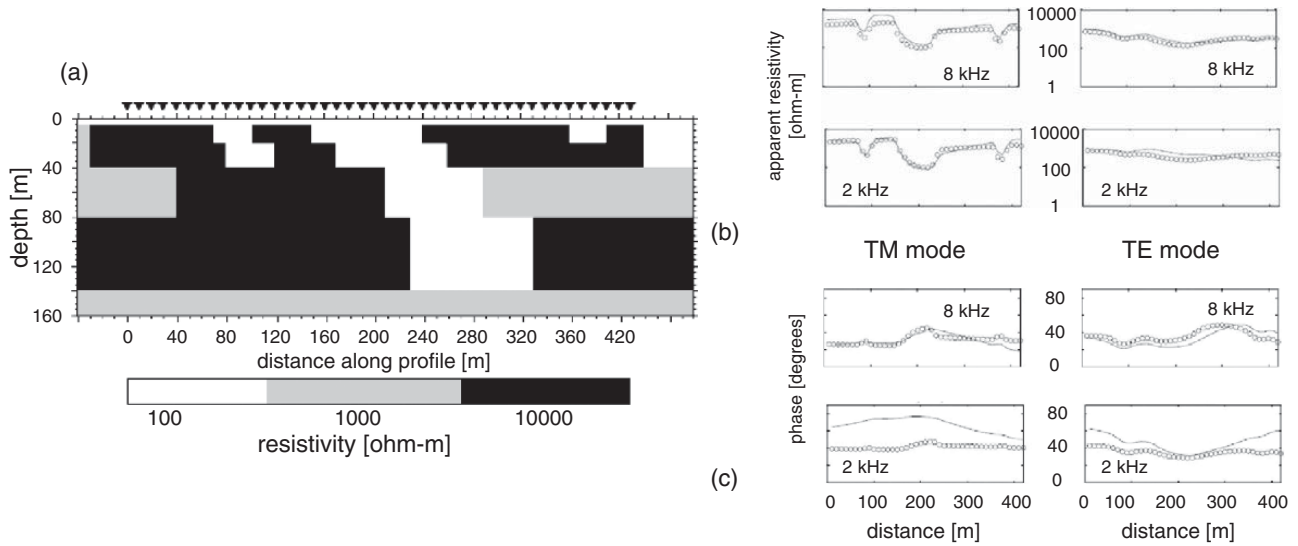 (a)
0
40
80
120
160
depth [m]
0 40 80 120 160 200 240 280 320 360 420
distance along profile [m]
100 1000 10000
resistivity [ohm-m]
(b)
apparent resistivity
[ohm-m]
8 kHz
10000
100
1
8 kHz
2 kHz
10000
100
1
2 kHz
TM mode TE mode
(c)
phase [degrees]
8 kHz
80
40
0
8 kHz
2 kHz
80
40
0
2 kHz
0 100 200 300 400
distance [m]
0 100 200 300 400
distance [m]